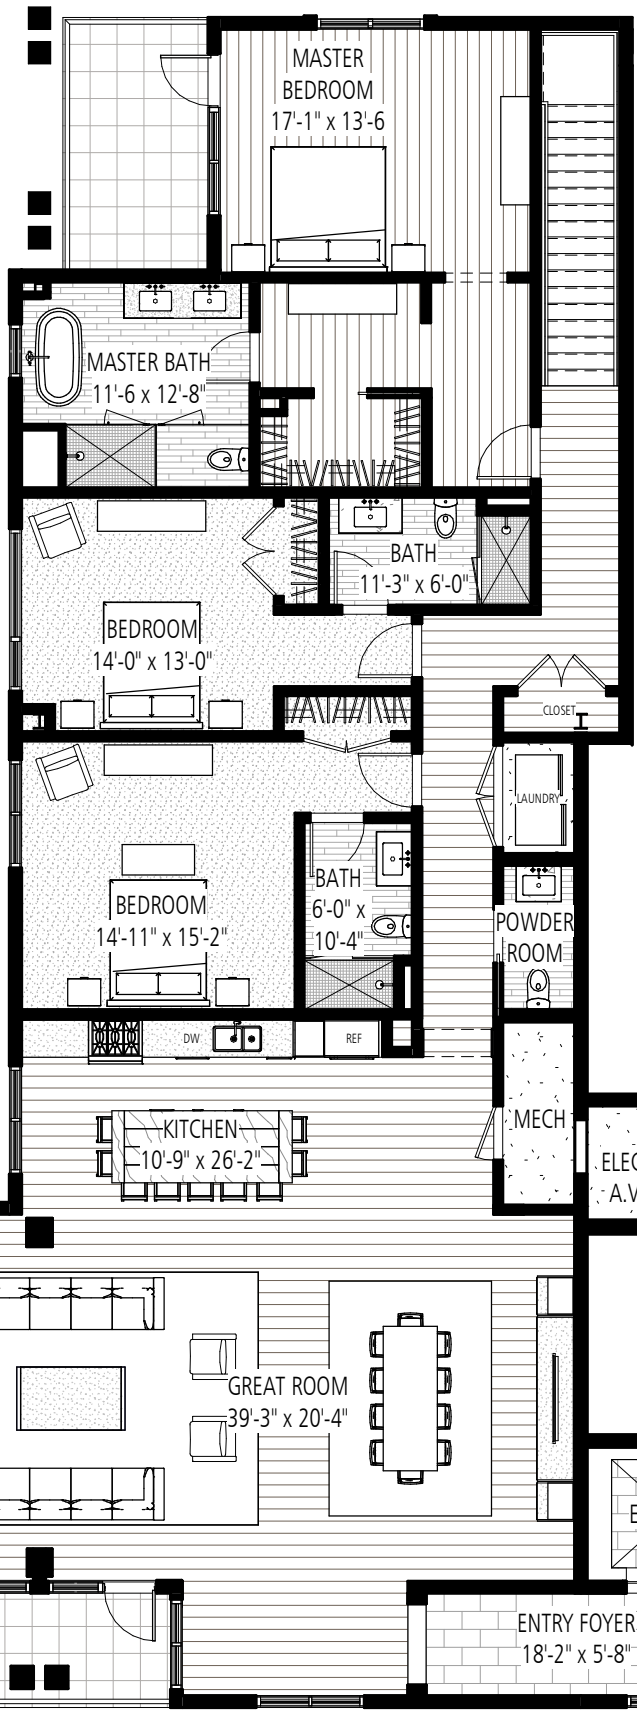 MASTER
BEDROOM
17'-1" x 13'-6
MASTER BATH
11'-6 x 12'-8"
BATH
11'-3" x 6'-0"
BEDROOM
14'-0" x 13'-0"
CLOSET
LAUNDRY
BEDROOM
14'-11" x 15'-2"
BATH
6'-0" x
10'-4"
POWDER
ROOM
DW
REF
KITCHEN
10'-9" x 26'-2"
MECH
ELEC
A.V
GREAT ROOM
39'-3" x 20'-4"
E
ENTRY FOYER
18'-2" x 5'-8"